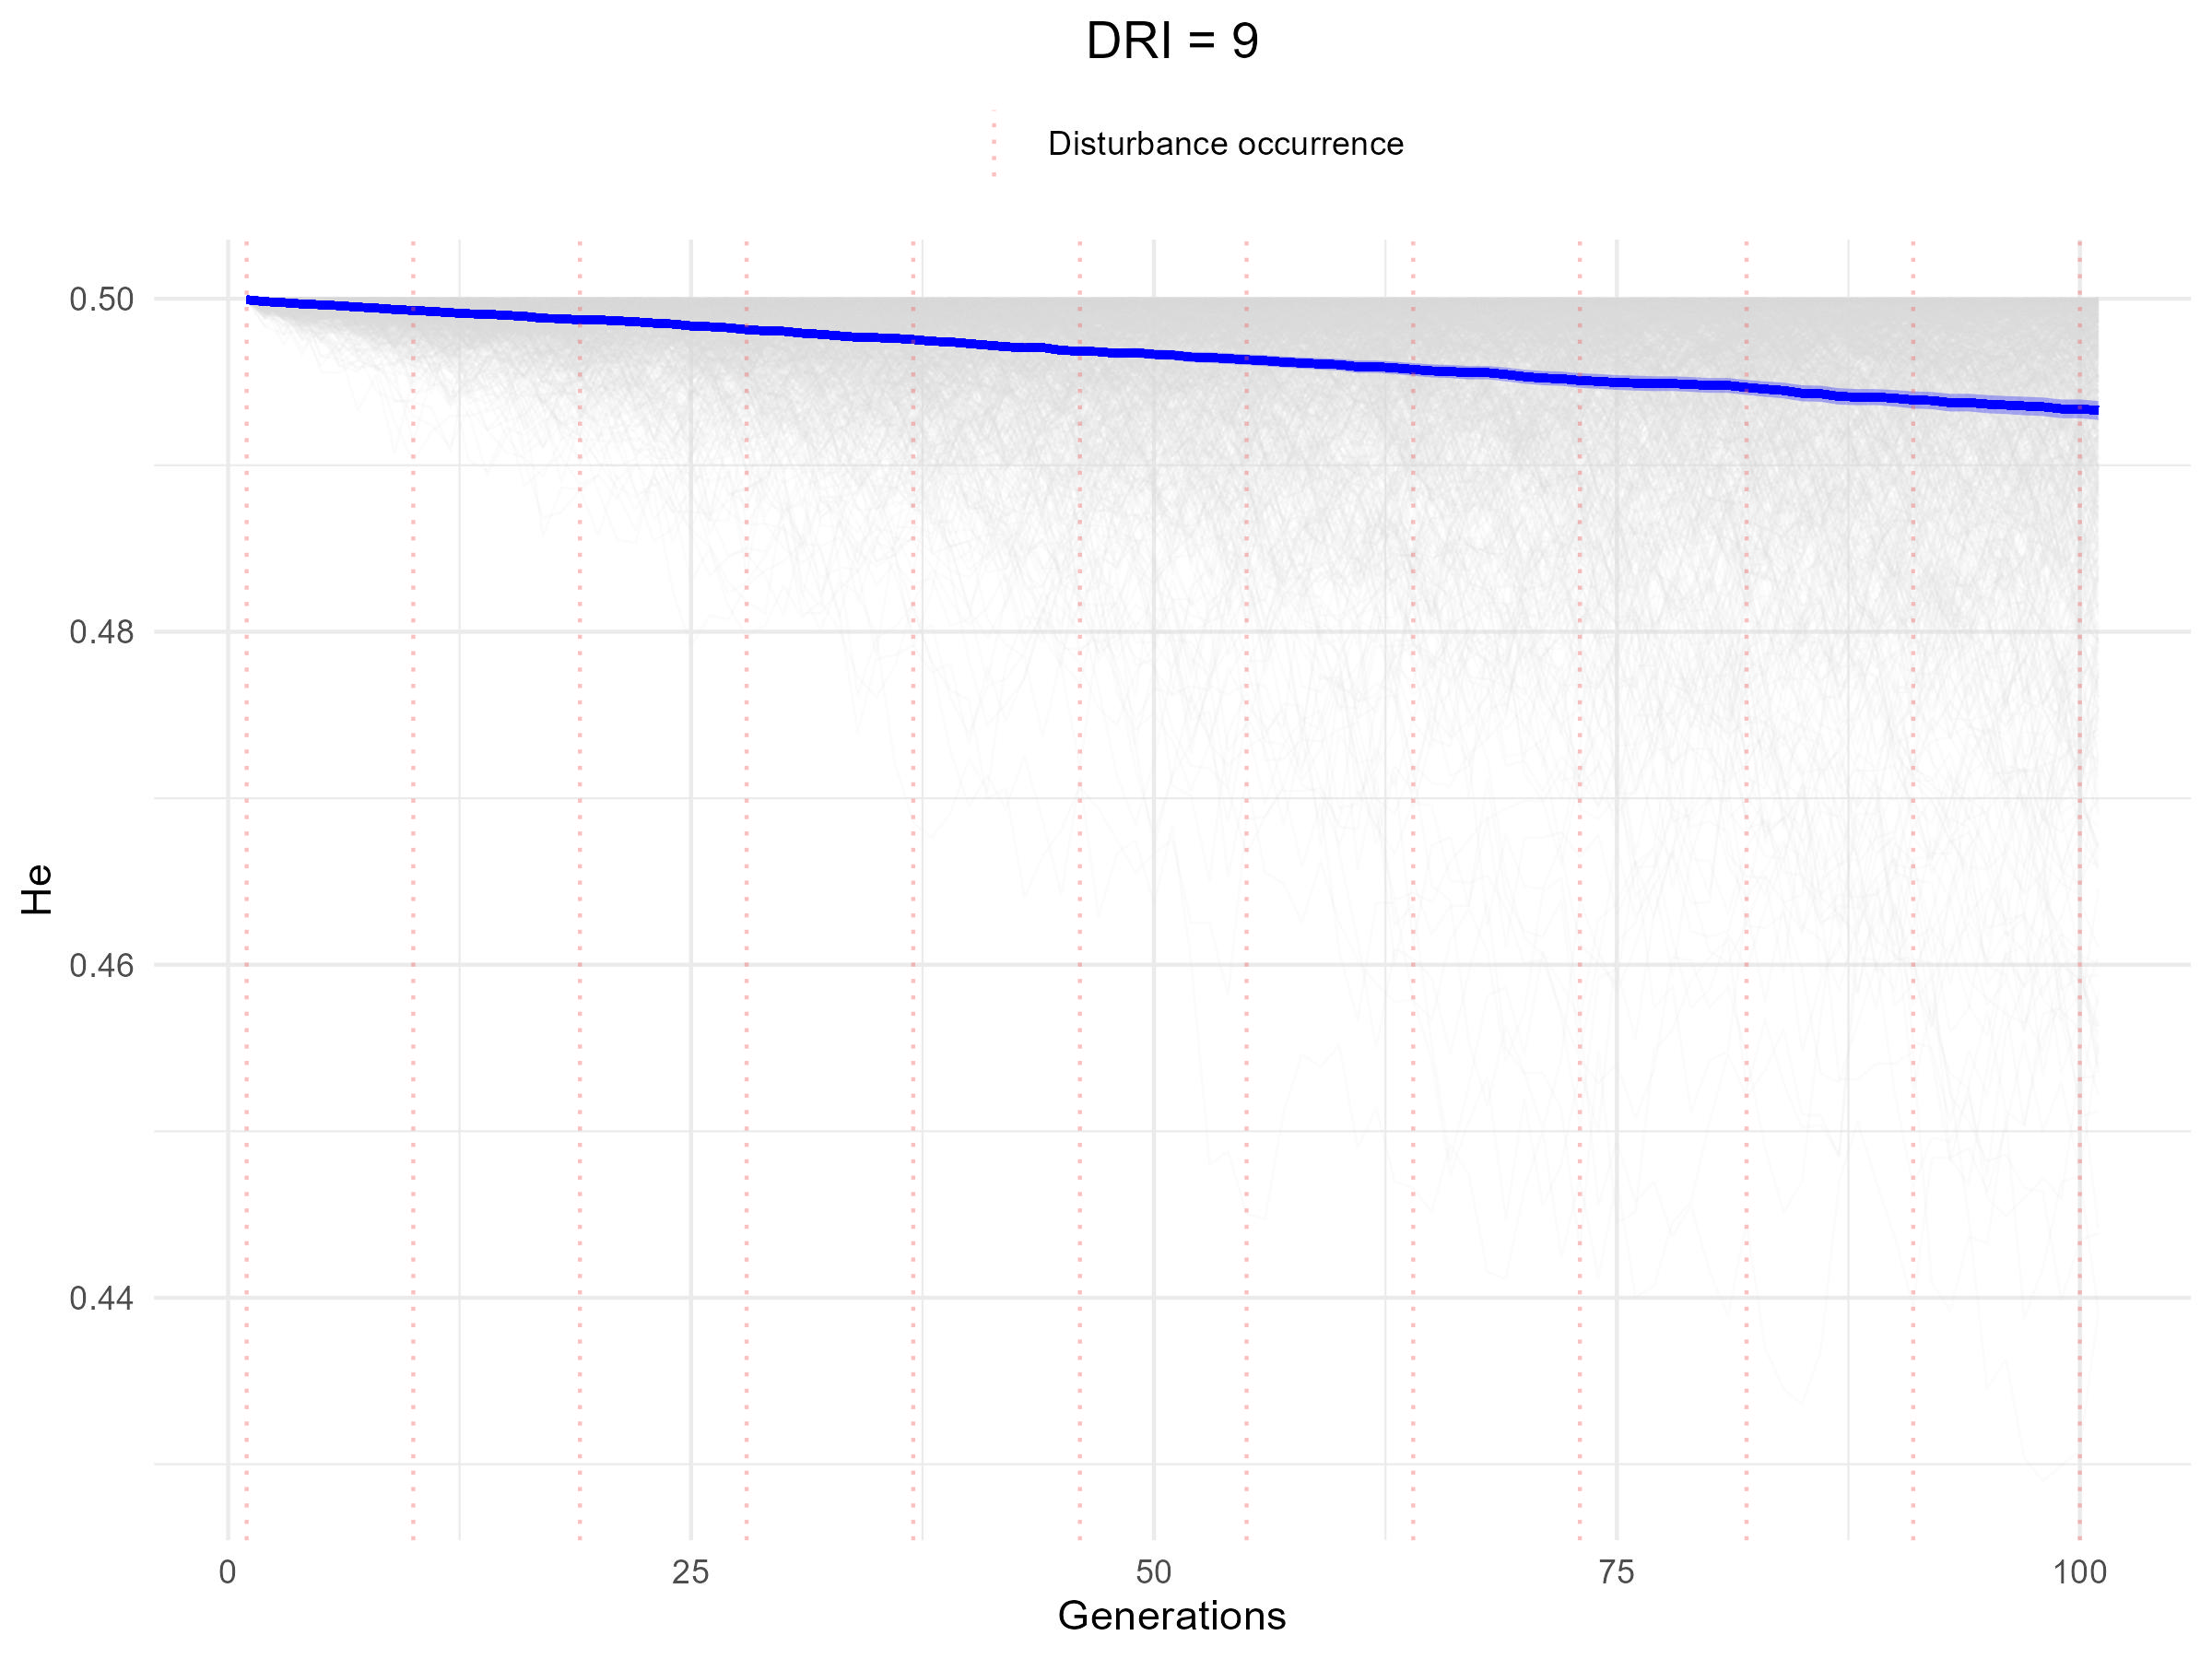 DRI = 9
Disturbance occurrence
0.50
0.48
0.46
0.44
He
0 25 50 75 100
Generations